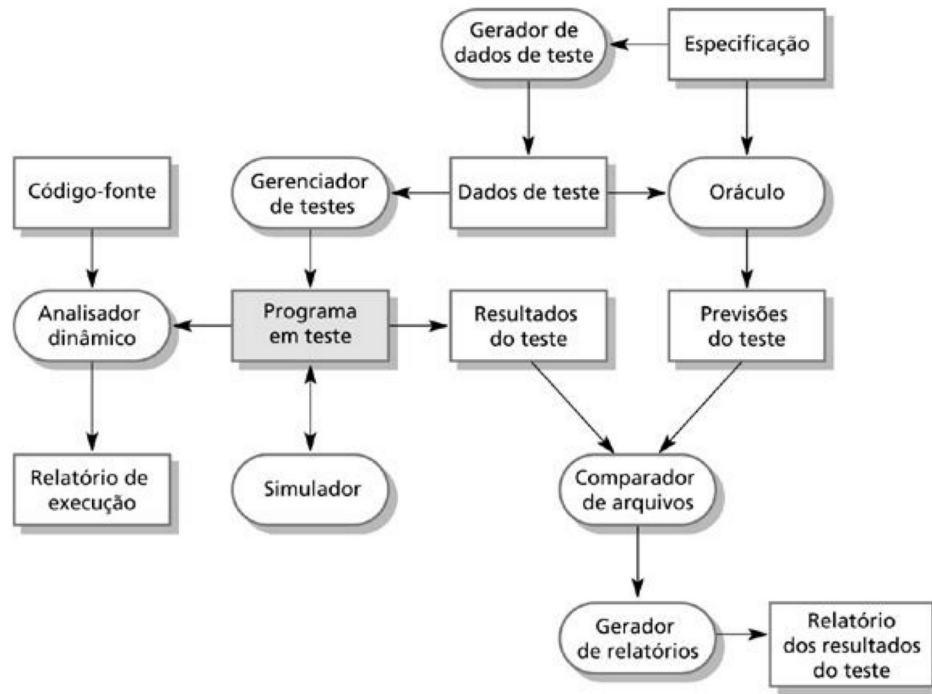 Gerador de
dados de teste
Especificação
Código-fonte
Gerenciador
de testes
Dados de teste
Oráculo
Analisador
dinâmico
Programa
em teste
Resultados
do teste
Previsões
do teste
Relatório de
execução
Simulador
Comparador
de arquivos
Gerador
de relatórios
Relatório
dos resultados
do teste